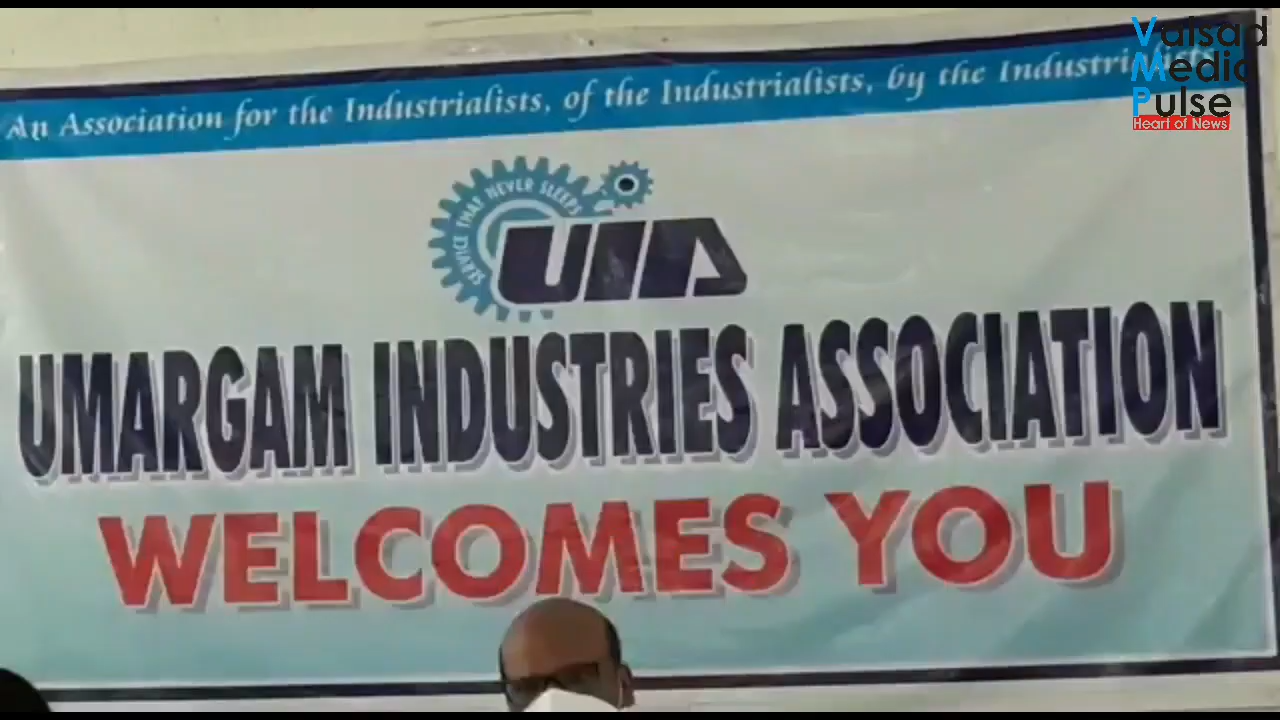 Valsad
Media
Pulse
Heart of News
An Association for the Industrialists, of the Industrialists, by the Industrialists
SERVICE THAT NEVER SLEEPS
UIA
UMARGAM INDUSTRIES ASSOCIATION
WELCOMES YOU